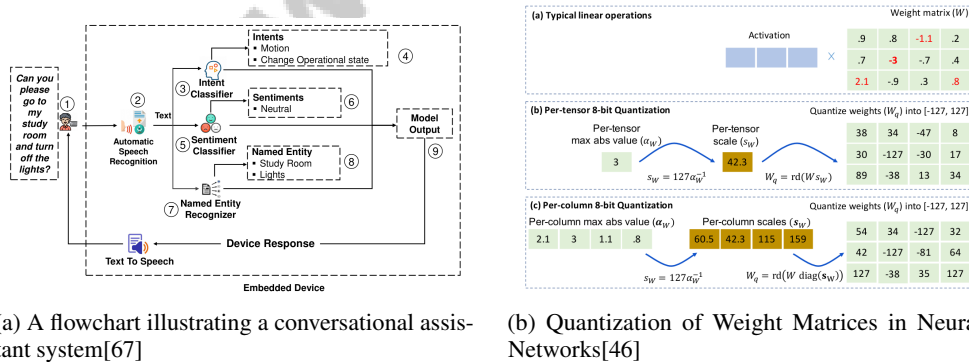 Can you
please
go to
my
study
room
and turn
off the
lights?
1
2
Automatic
Speech
Recognition
Text
3
Intent
Classifier
Intents
▪ Motion
▪ Change Operational state
4
5
Sentiment
Classifier
Sentiments
▪ Neutral
6
7
Named Entity
Recognizer
Named Entity
▪ Study Room
▪ Lights
8
Model
Output
9
Device Response
Text To Speech
Embedded Device
(a) A flowchart illustrating a conversational assis-
tant system[67]
(a) Typical linear operations
Weight matrix (W)
Activation
X
.9 .8 -1.1 .2
.7 -3 -.7 .4
2.1 -.9 .3 .8
(b) Per-tensor 8-bit Quantization
Quantize weights (W_q) into [-127, 127]
Per-tensor
max abs value (α_W)
3
Per-tensor
scale (s_W)
42.3
s_W = 127α_W^{-1}
W_q = rd(Ws_W)
38 34 -47 8
30 -127 -30 17
89 -38 13 34
(c) Per-column 8-bit Quantization
Quantize weights (W_q) into [-127, 127]
Per-column max abs value (α_W)
2.1 3 1.1 .8
Per-column scales (s_W)
60.5 42.3 115 159
s_W = 127α_W^{-1}
W_q = rd(W diag(s_W))
54 34 -127 32
42 -127 -81 64
127 -38 35 127
(b) Quantization of Weight Matrices in Neural
Networks[46]